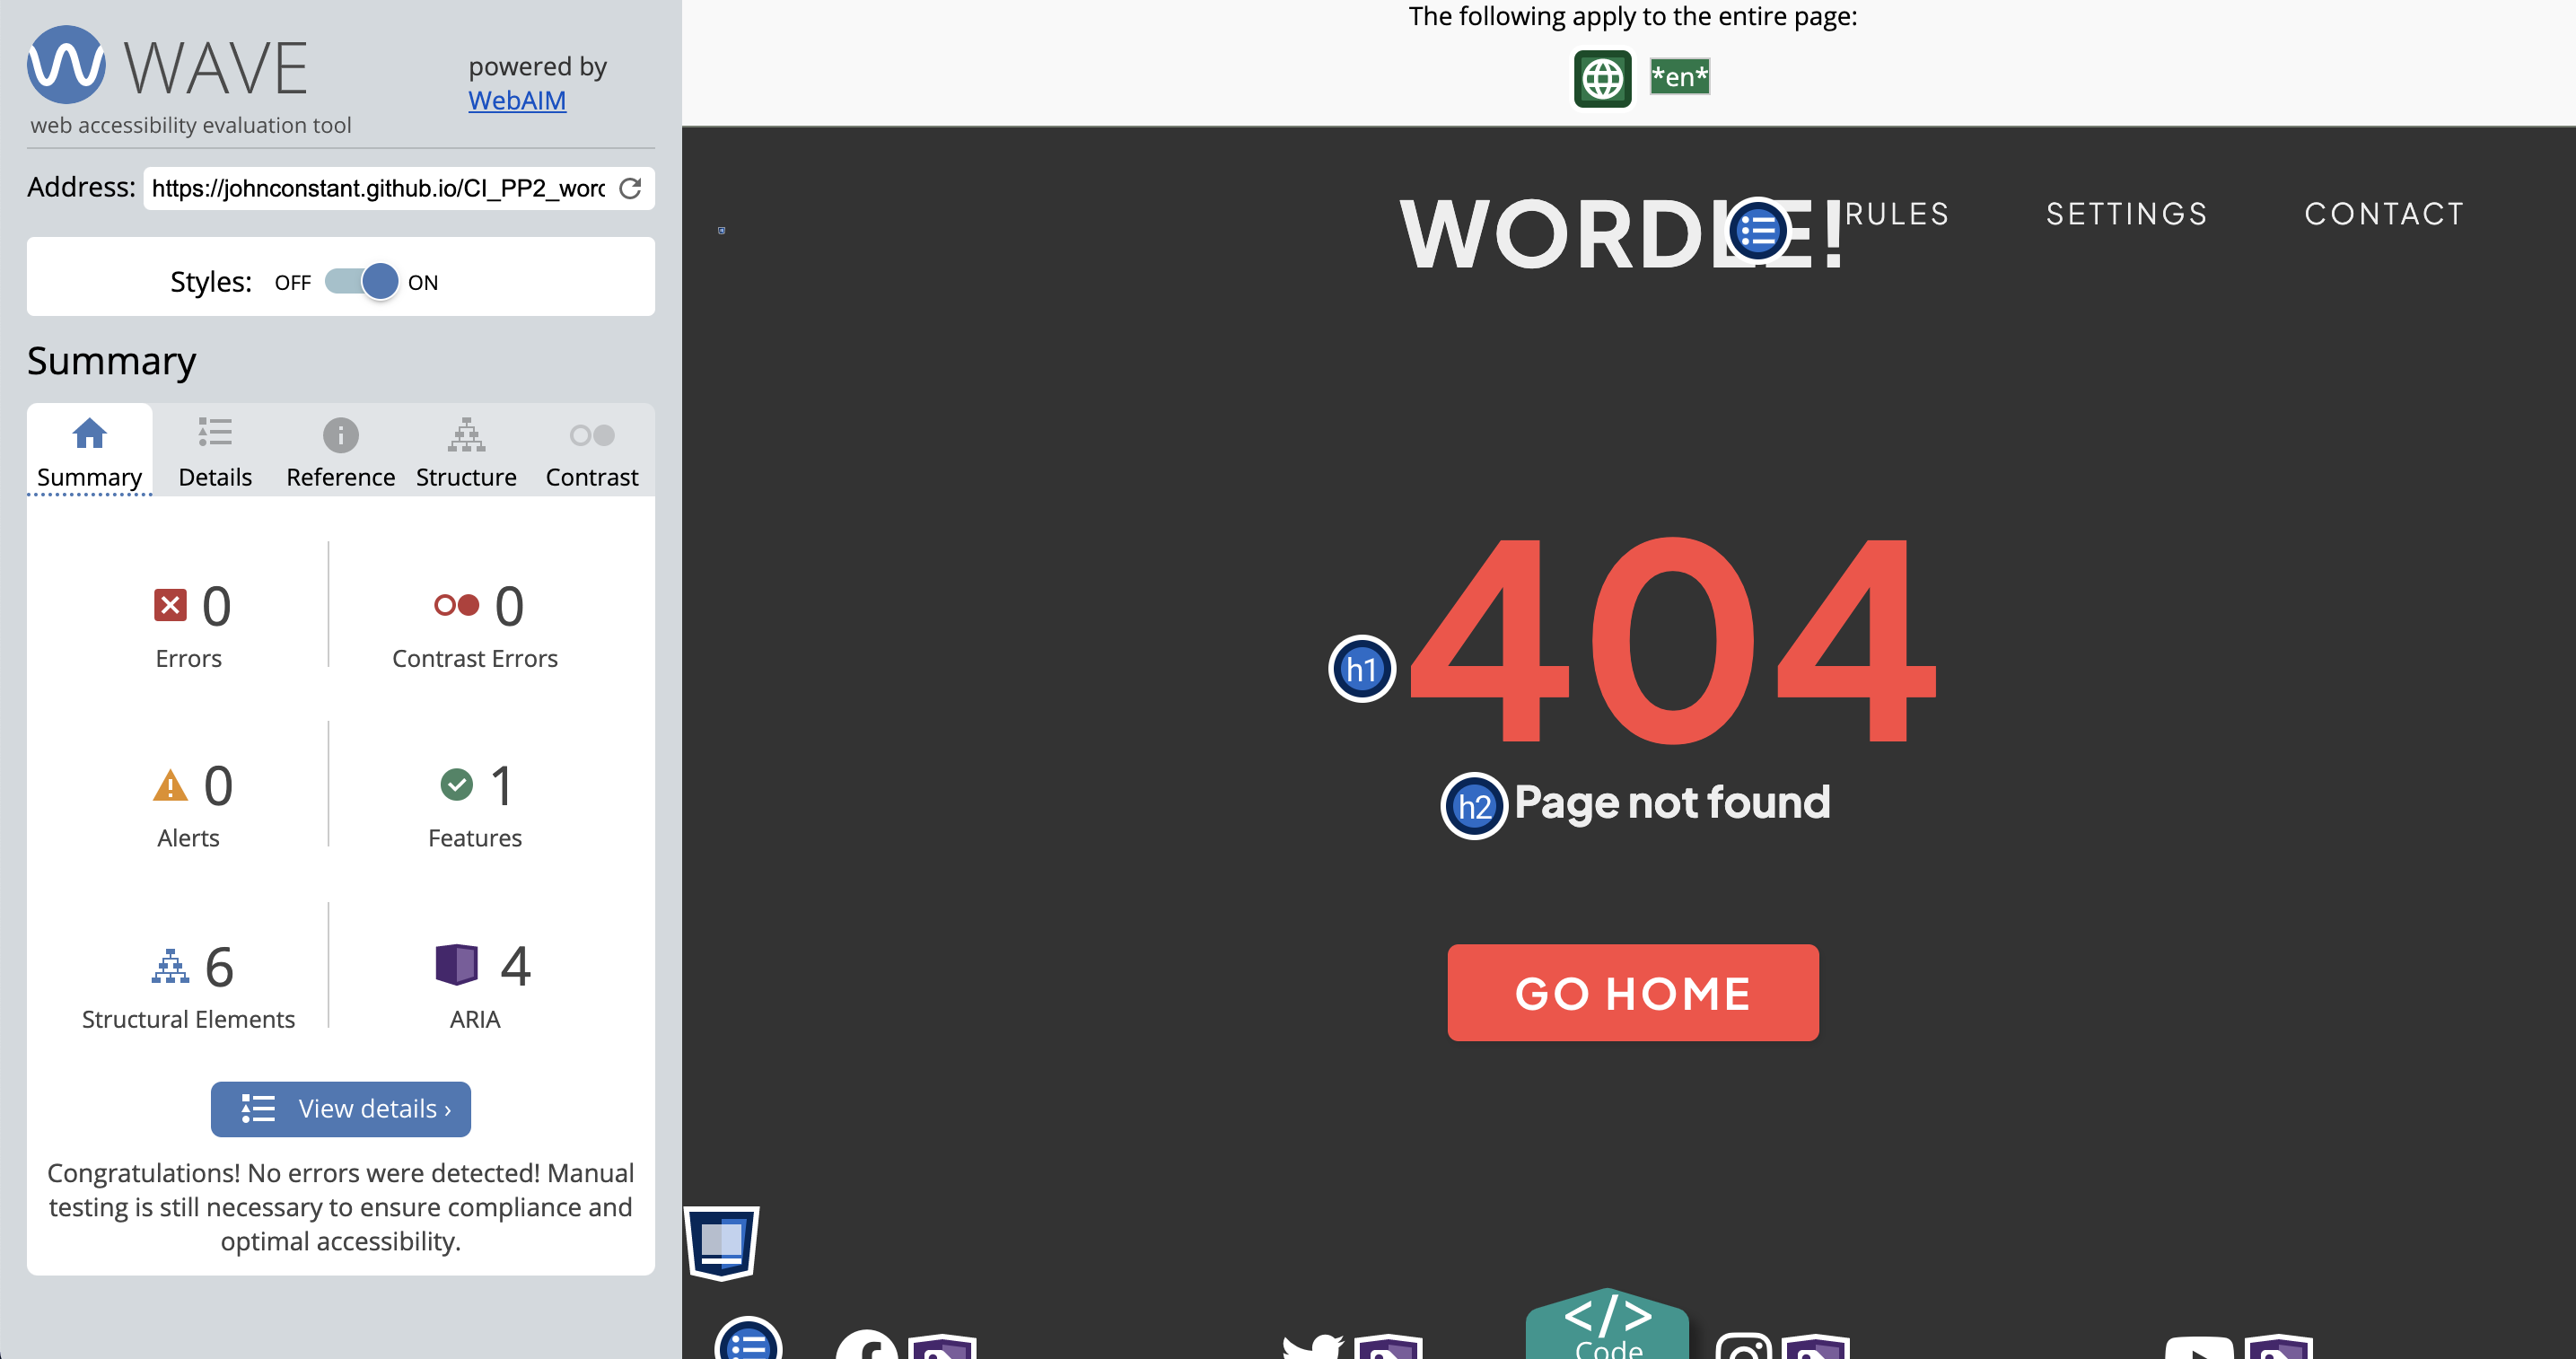 WAVE
powered by
WebAIM
web accessibility evaluation tool
Address: https://johnconstant.github.io/CI_PP2_word
Styles: OFF ON
Summary
Summary Details Reference Structure Contrast
0 Errors
0 Contrast Errors
0 Alerts
1 Features
6 Structural Elements
4 ARIA
View details ›
Congratulations! No errors were detected! Manual
testing is still necessary to ensure compliance and
optimal accessibility.
The following apply to the entire page:
*en*
WORDLE! RULES SETTINGS CONTACT
h1 404
h2 Page not found
GO HOME
</>
Code